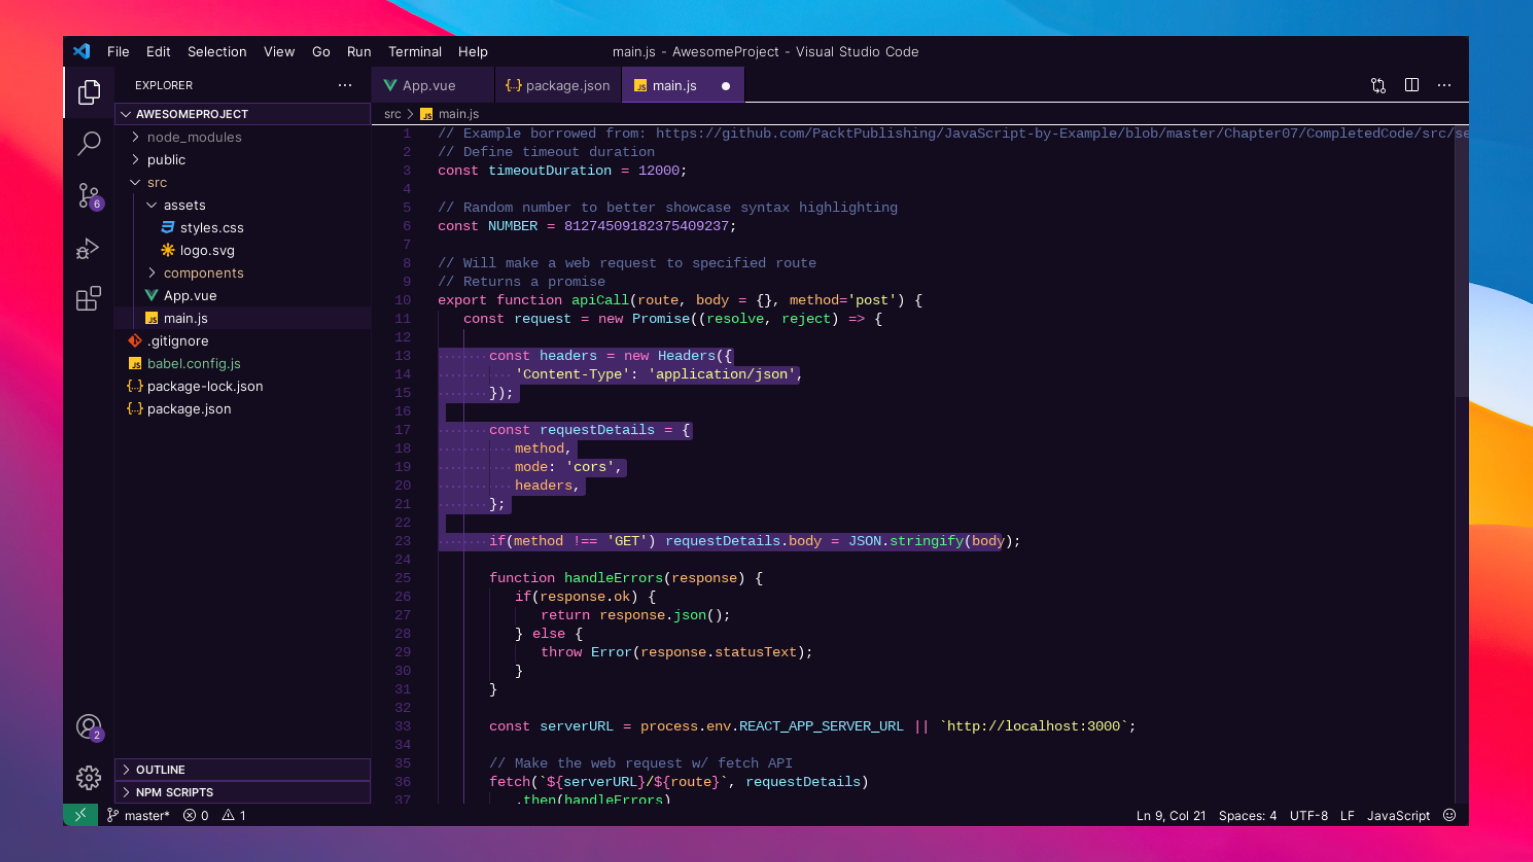 File Edit Selection View Go Run Terminal Help
main.js - AwesomeProject - Visual Studio Code
EXPLORER
AWESOMEPROJECT
node_modules
public
src
assets
styles.css
logo.svg
components
App.vue
main.js
.gitignore
babel.config.js
package-lock.json
package.json
OUTLINE
NPM SCRIPTS
6
2
App.vue
package.json
main.js
src > main.js
1 // Example borrowed from: https://github.com/PacktPublishing/JavaScript-by-Example/blob/master/Chapter07/CompletedCode/src/se
2 // Define timeout duration
3 const timeoutDuration = 12000;
4
5 // Random number to better showcase syntax highlighting
6 const NUMBER = 81274509182375409237;
7
8 // Will make a web request to specified route
9 // Returns a promise
10 export function apiCall(route, body = {}, method='post') {
11 const request = new Promise((resolve, reject) => {
12
13 const headers = new Headers({
14 'Content-Type': 'application/json',
15 });
16
17 const requestDetails = {
18 method,
19 mode: 'cors',
20 headers,
21 };
22
23 if(method !== 'GET') requestDetails.body = JSON.stringify(body);
24
25 function handleErrors(response) {
26 if(response.ok) {
27 return response.json();
28 } else {
29 throw Error(response.statusText);
30 }
31 }
32
33 const serverURL = process.env.REACT_APP_SERVER_URL || `http://localhost:3000`;
34
35 // Make the web request w/ fetch API
36 fetch(`${serverURL}/${route}`, requestDetails)
37 .then(handleErrors)
master* 0 1
Ln 9, Col 21 Spaces: 4 UTF-8 LF JavaScript